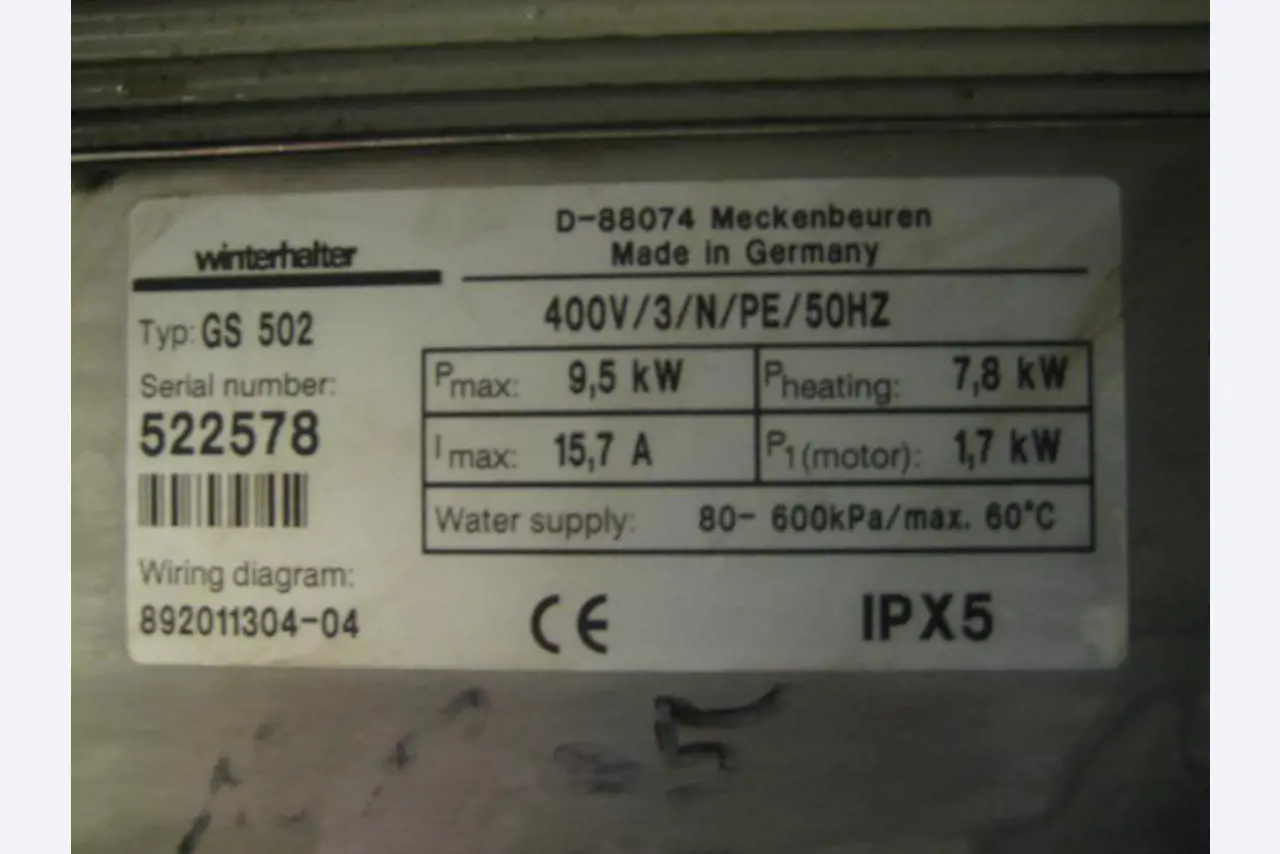 winterhalter
D-88074 Meckenbeuren
Made in Germany
Typ: GS 502
400V/3/N/PE/50HZ
Serial number:
522578
Pmax: 9,5 kW
Pheating: 7,8 kW
I max: 15,7 A
P1 (motor): 1,7 kW
Water supply: 80- 600kPa/max. 60°C
Wiring diagram:
892011304-04
CE
IPX5